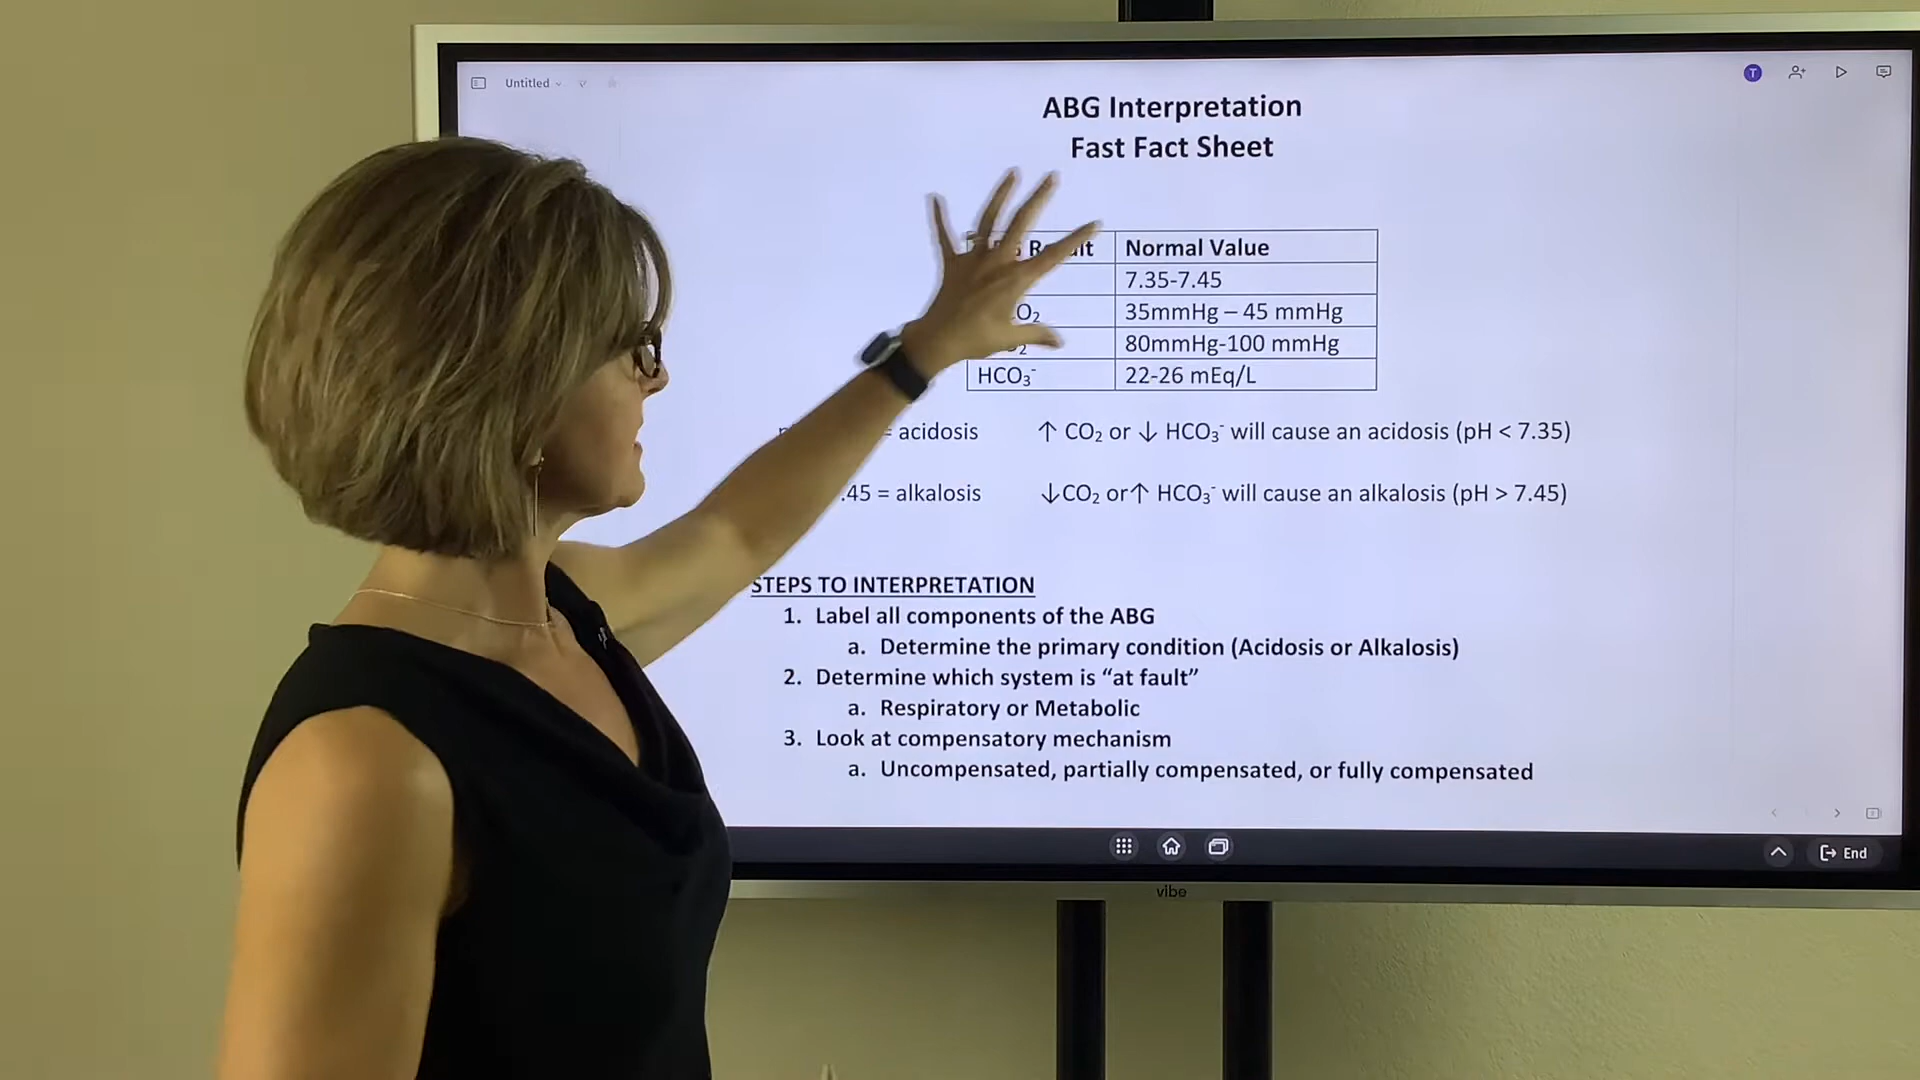 Untitled
T
ABG Interpretation
Fast Fact Sheet
Normal Value
7.35-7.45
O₂ 35mmHg – 45 mmHg
₂ 80mmHg-100 mmHg
HCO₃⁻ 22-26 mEq/L
= acidosis ↑ CO₂ or ↓ HCO₃⁻ will cause an acidosis (pH < 7.35)
.45 = alkalosis ↓CO₂ or↑ HCO₃⁻ will cause an alkalosis (pH > 7.45)
STEPS TO INTERPRETATION
1. Label all components of the ABG
a. Determine the primary condition (Acidosis or Alkalosis)
2. Determine which system is “at fault”
a. Respiratory or Metabolic
3. Look at compensatory mechanism
a. Uncompensated, partially compensated, or fully compensated
End
vibe